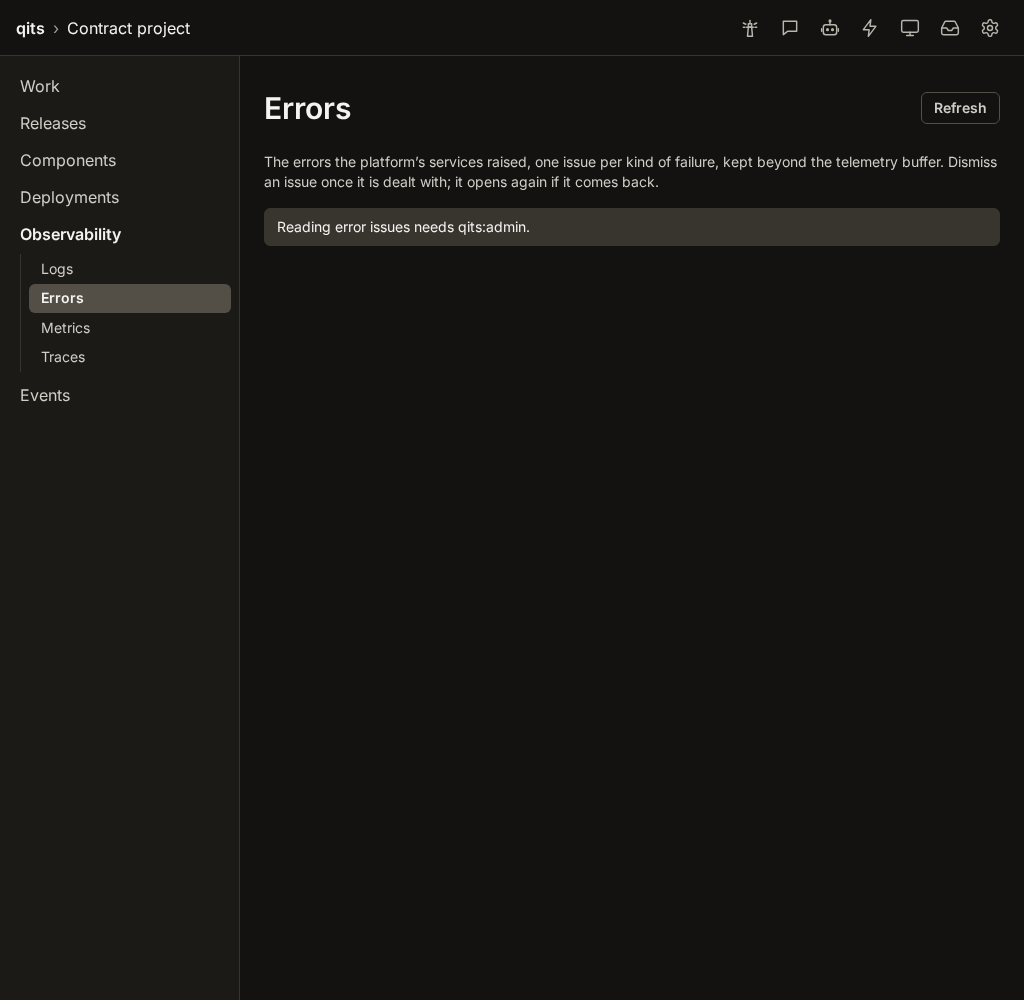 qits › Contract project
Work
Releases
Components
Deployments
Observability
Logs
Errors
Metrics
Traces
Events
Errors
Refresh
The errors the platform’s services raised, one issue per kind of failure, kept beyond the telemetry buffer. Dismiss
an issue once it is dealt with; it opens again if it comes back.
Reading error issues needs qits:admin.